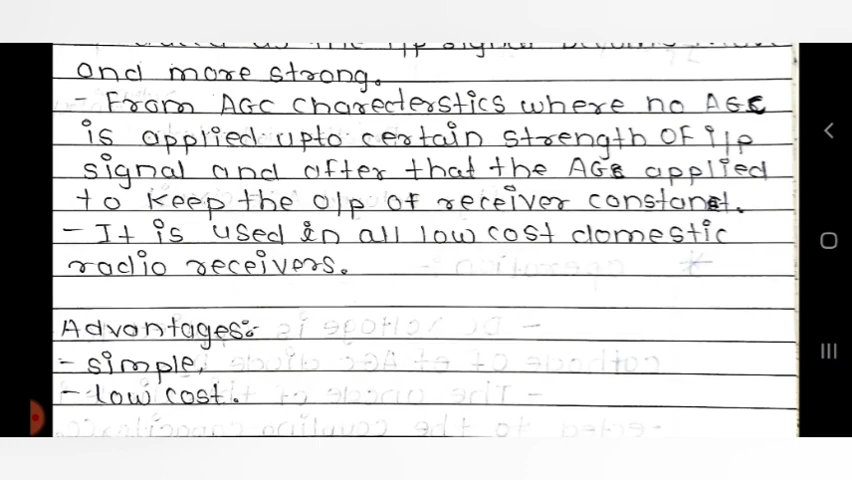 and more strong.
- From AGC charecterstics where no AGC
is applied upto certain strength of i/p
signal and after that the AGC applied
to keep the o/p of receiver constant.
- It is used in all low cost domestic
radio receivers.
Advantages:-
- simple,
- low cost.